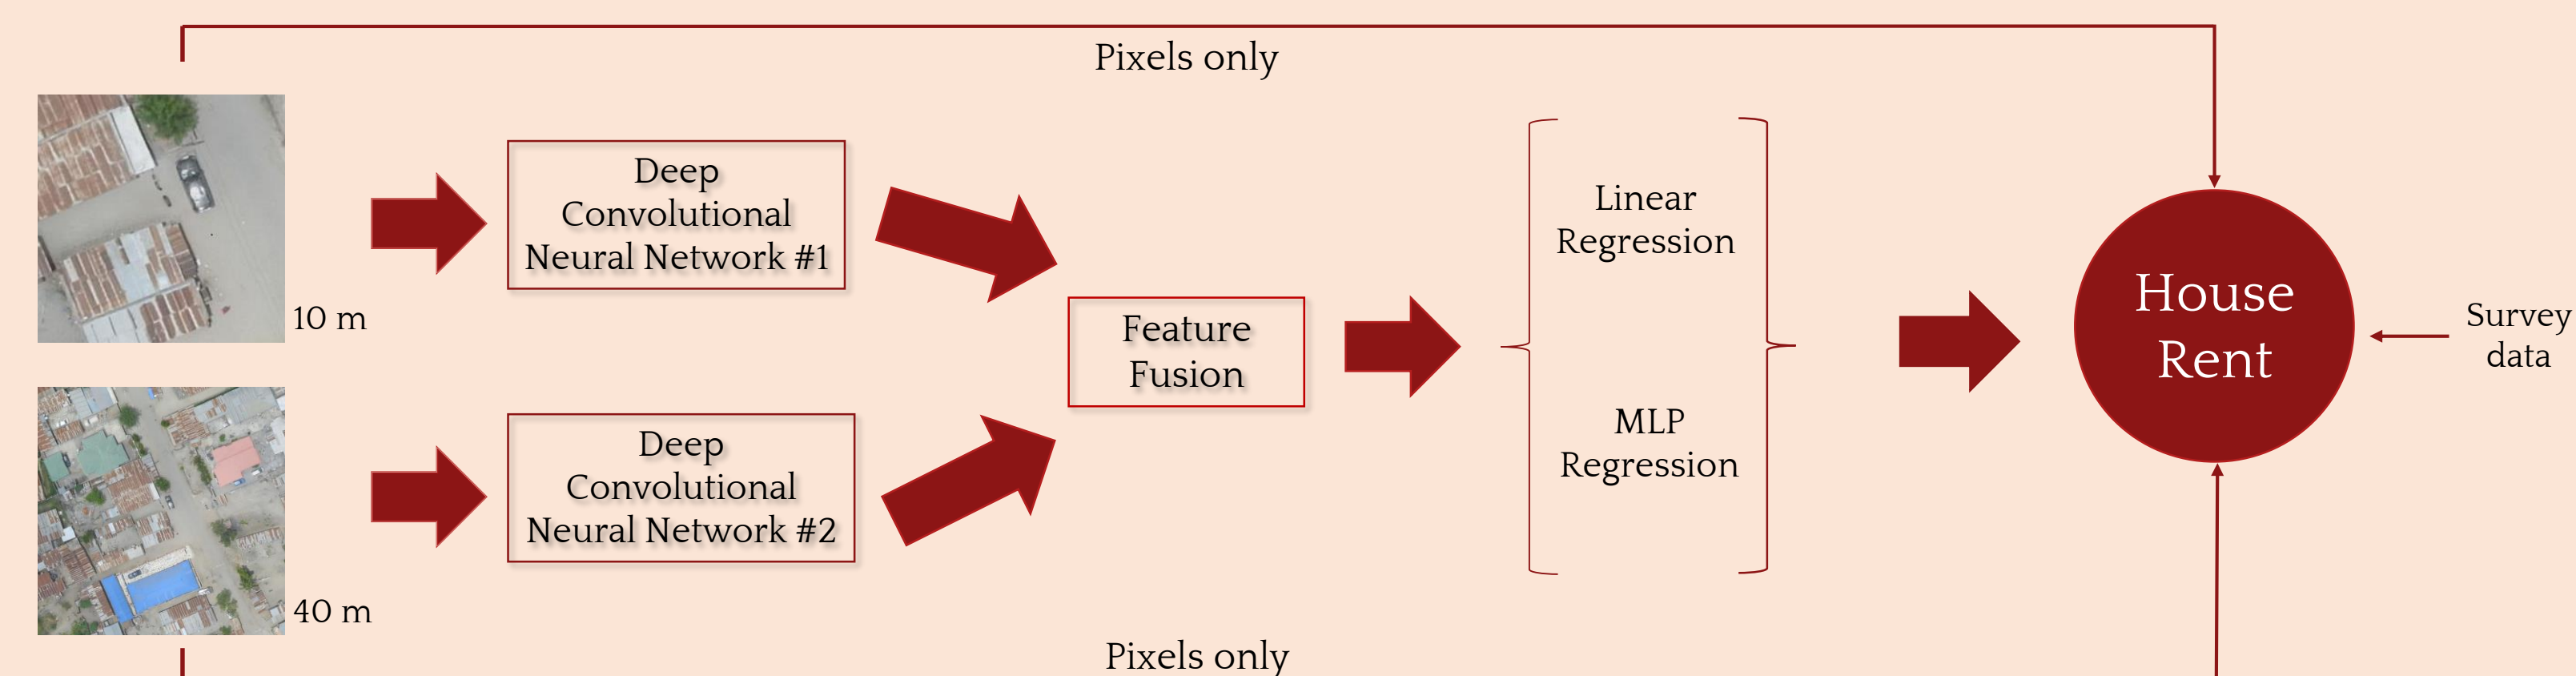 Pixels only
Deep
Convolutional
Neural Network #1
10 m
Linear
Regression
House
Rent
Survey
data
Feature
Fusion
Deep
Convolutional
Neural Network #2
40 m
MLP
Regression
Pixels only